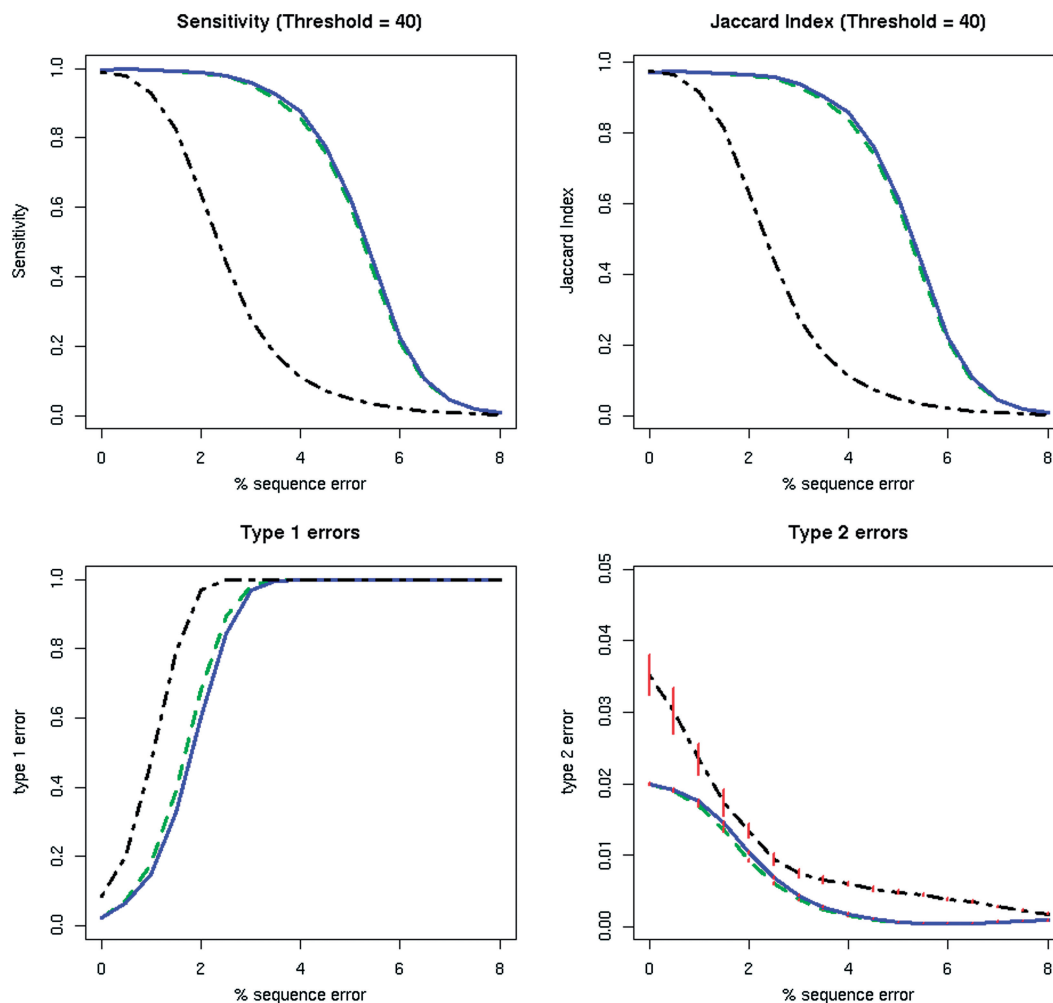 Sensitivity (Threshold = 40)
Sensitivity
1.0
0.8
0.6
0.4
0.2
0.0
0 2 4 6 8
% sequence error
Jaccard Index (Threshold = 40)
Jaccard Index
1.0
0.8
0.6
0.4
0.2
0.0
0 2 4 6 8
% sequence error
Type 1 errors
type 1 error
1.0
0.8
0.6
0.4
0.2
0.0
0 2 4 6 8
% sequence error
Type 2 errors
type 2 error
0.05
0.04
0.03
0.02
0.01
0.00
0 2 4 6 8
% sequence error